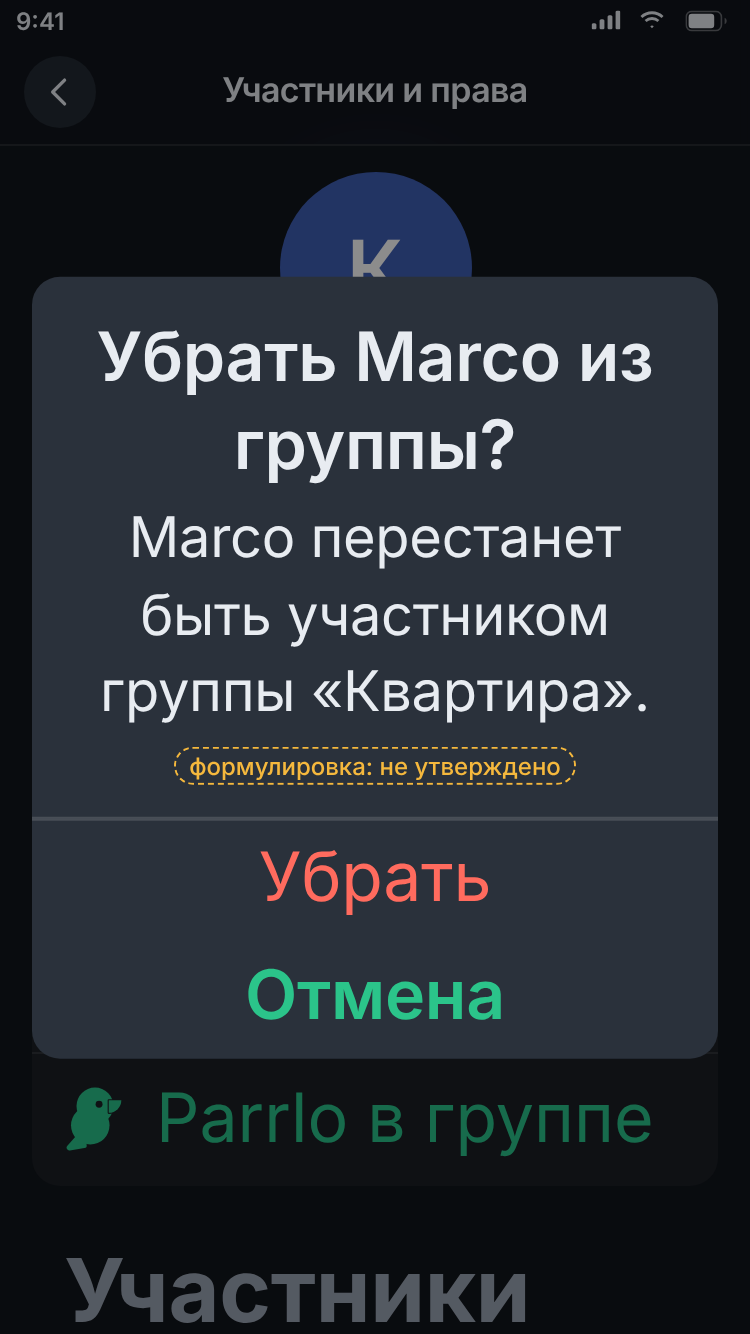 9:41
Участники и права
К
Убрать Marco из
группы?
Marco перестанет
быть участником
группы «Квартира».
формулировка: не утверждено
Убрать
Отмена
Parrlo в группе
Участники